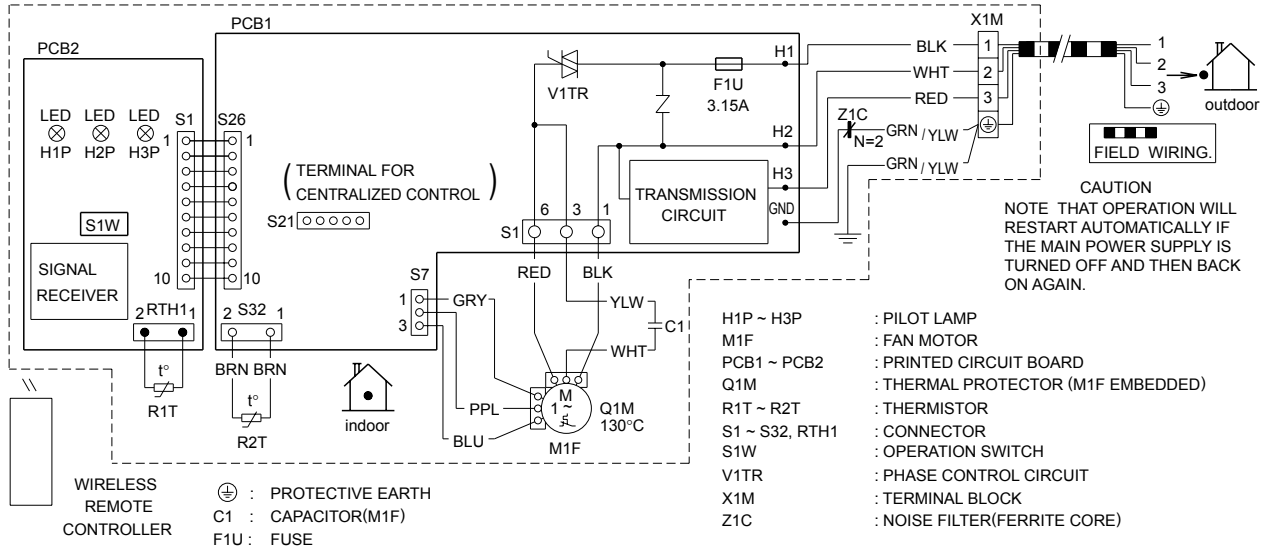 PCB1
X1M
PCB2
LED LED LED
H1P H2P H3P
S1 S26
1 1
10 10
S1W
SIGNAL
RECEIVER
2 RTH1 1
2 S32 1
t°
R1T
BRN BRN
t°
R2T
(TERMINAL FOR
CENTRALIZED CONTROL)
S21
V1TR
F1U
3.15A
H1
H2
H3
GND
TRANSMISSION
CIRCUIT
6 3 1
S1
RED BLK
YLW
C1
WHT
S7
1
3
GRY
PPL
BLU
M
1~
Q1M
130°C
M1F
indoor
BLK 1
WHT 2
RED 3
Z1C
N=2
GRN/YLW
GRN/YLW
1
2
3
outdoor
FIELD WIRING.
CAUTION
NOTE THAT OPERATION WILL
RESTART AUTOMATICALLY IF
THE MAIN POWER SUPPLY IS
TURNED OFF AND THEN BACK
ON AGAIN.
WIRELESS
REMOTE
CONTROLLER
: PROTECTIVE EARTH
C1 : CAPACITOR(M1F)
F1U : FUSE
H1P ~ H3P : PILOT LAMP
M1F : FAN MOTOR
PCB1 ~ PCB2 : PRINTED CIRCUIT BOARD
Q1M : THERMAL PROTECTOR (M1F EMBEDDED)
R1T ~ R2T : THERMISTOR
S1 ~ S32, RTH1 : CONNECTOR
S1W : OPERATION SWITCH
V1TR : PHASE CONTROL CIRCUIT
X1M : TERMINAL BLOCK
Z1C : NOISE FILTER(FERRITE CORE)